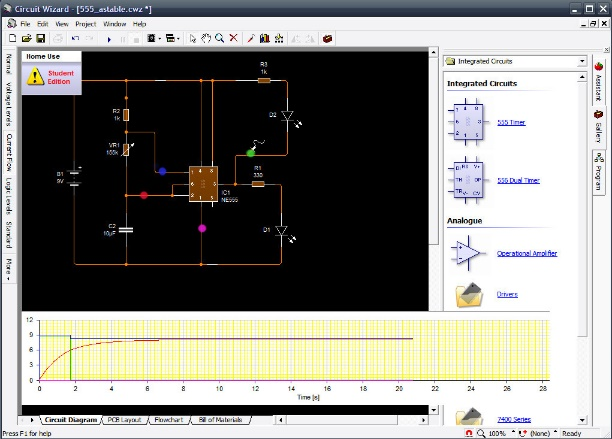 Circuit Wizard - [555_astable.cwz *]
File Edit View Project Window Help
Home Use
Student
Edition
Normal
Voltage Levels
Current Flow
Logic Levels
Standard
More
R3
1k
R2
1k
D2
VR1
B1
9V
R1
330
IC1
NE555
C2
10µF
D1
Integrated Circuits
Integrated Circuits
555 Timer
556 Dual Timer
Analogue
Operational Amplifier
Drivers
7400 Series
Assistant
Gallery
Program
12
9
6
3
0
0 2 4 6 8 10 12 14 16 18 20 22 24 26 28
Time [s]
Circuit Diagram PCB Layout Flowchart Bill of Materials
Press F1 for help
100% (None) Ready